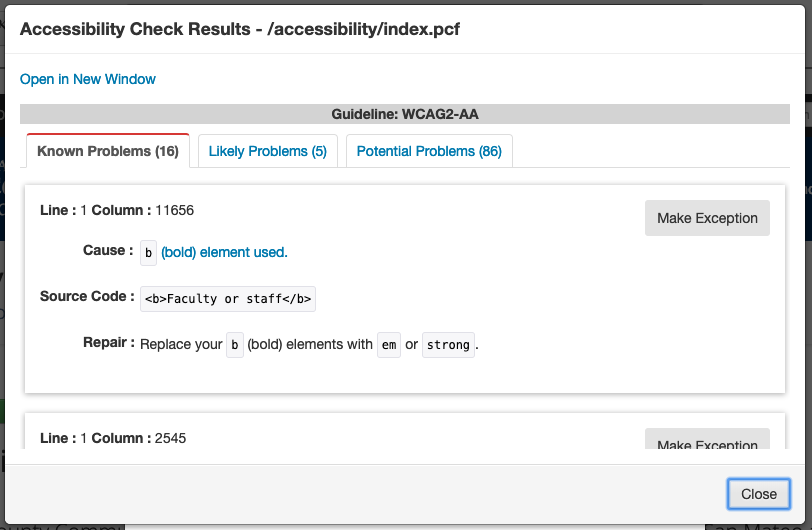 Accessibility Check Results - /accessibility/index.pcf
Open in New Window
Guideline: WCAG2-AA
Known Problems (16)
Likely Problems (5)
Potential Problems (86)
Line : 1 Column : 11656
Make Exception
Cause : b (bold) element used.
Source Code : <b>Faculty or staff</b>
Repair : Replace your b (bold) elements with em or strong.
Line : 1 Column : 2545
Make Exception
Close